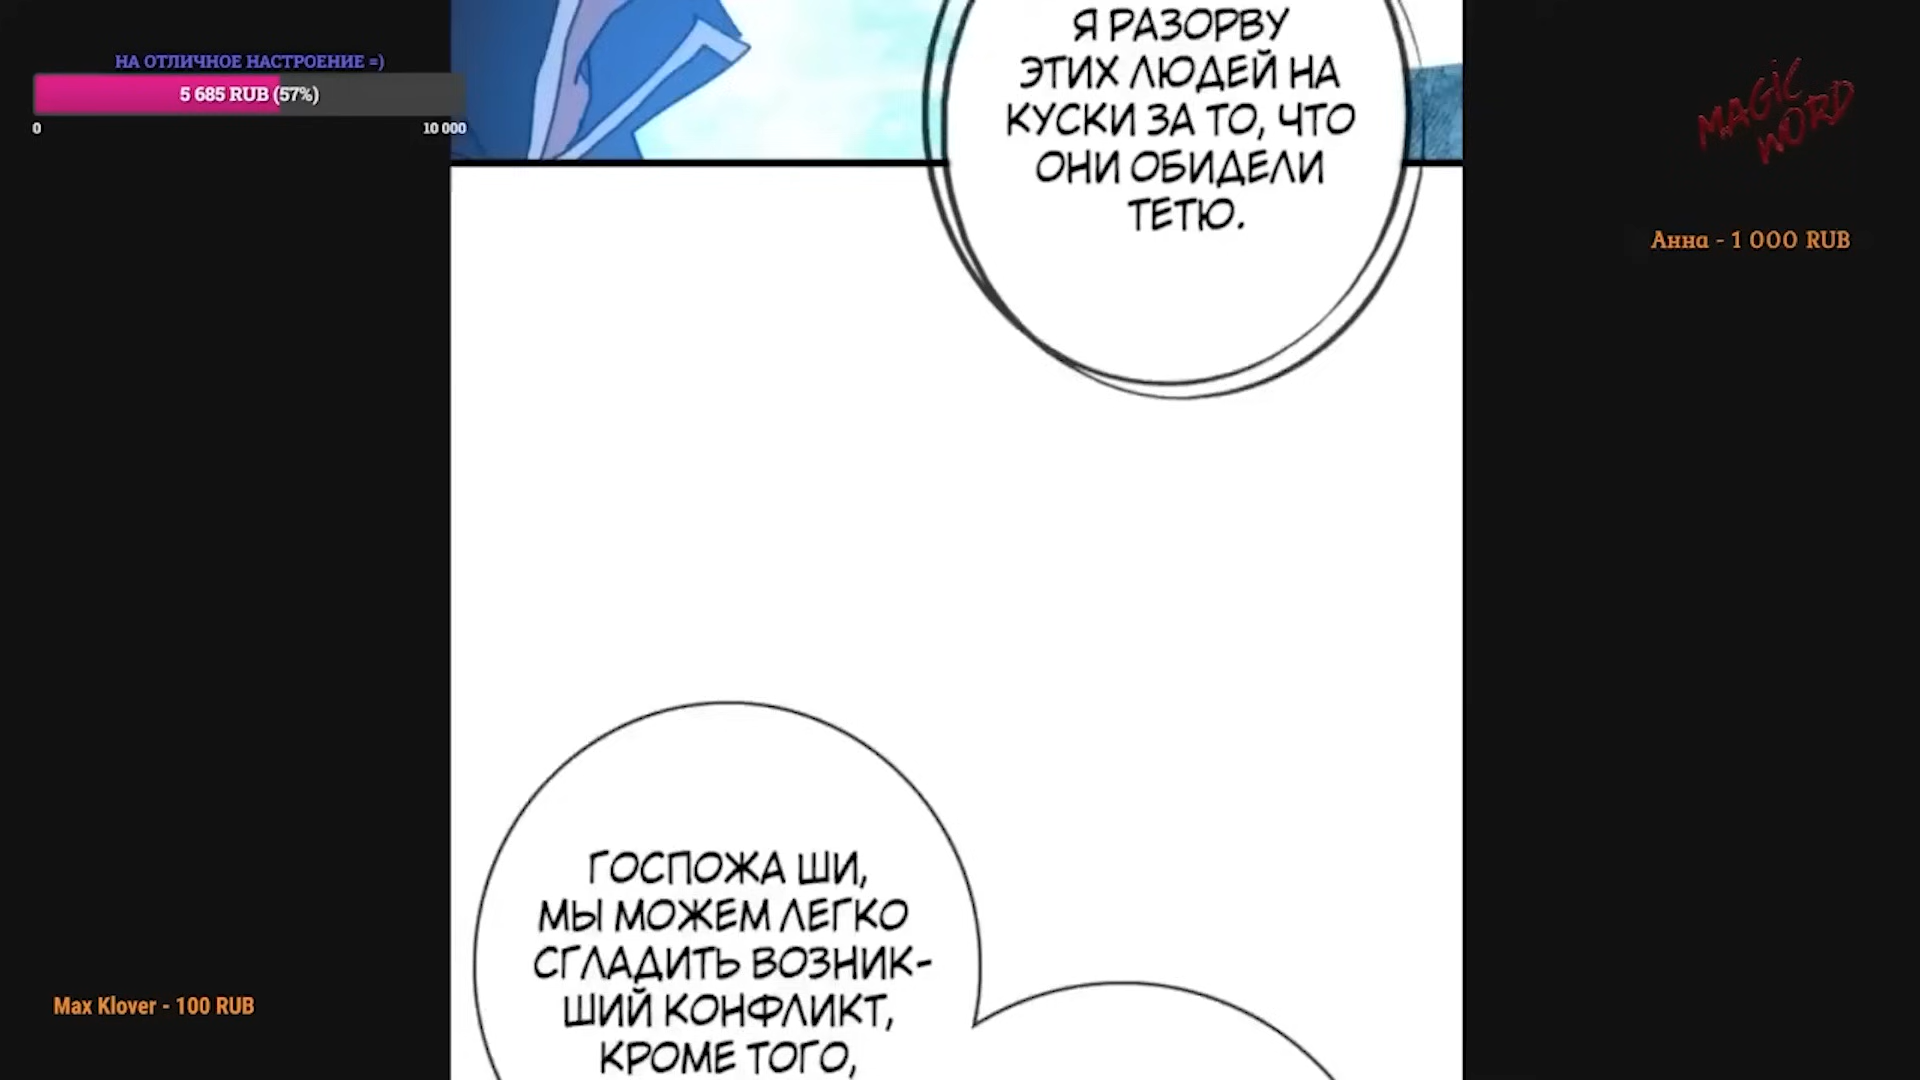 НА ОТЛИЧНОЕ НАСТРОЕНИЕ =)
5 685 RUB (57%)
0
10 000
Я РАЗОРВУ
ЭТИХ ЛЮДЕЙ НА
КУСКИ ЗА ТО, ЧТО
ОНИ ОБИДЕЛИ
ТЕТЮ.
MAGIC
WORD
Анна - 1 000 RUB
ГОСПОЖА ШИ,
МЫ МОЖЕМ ЛЕГКО
СГЛАДИТЬ ВОЗНИК-
ШИЙ КОНФЛИКТ,
КРОМЕ ТОГО,
Max Klover - 100 RUB